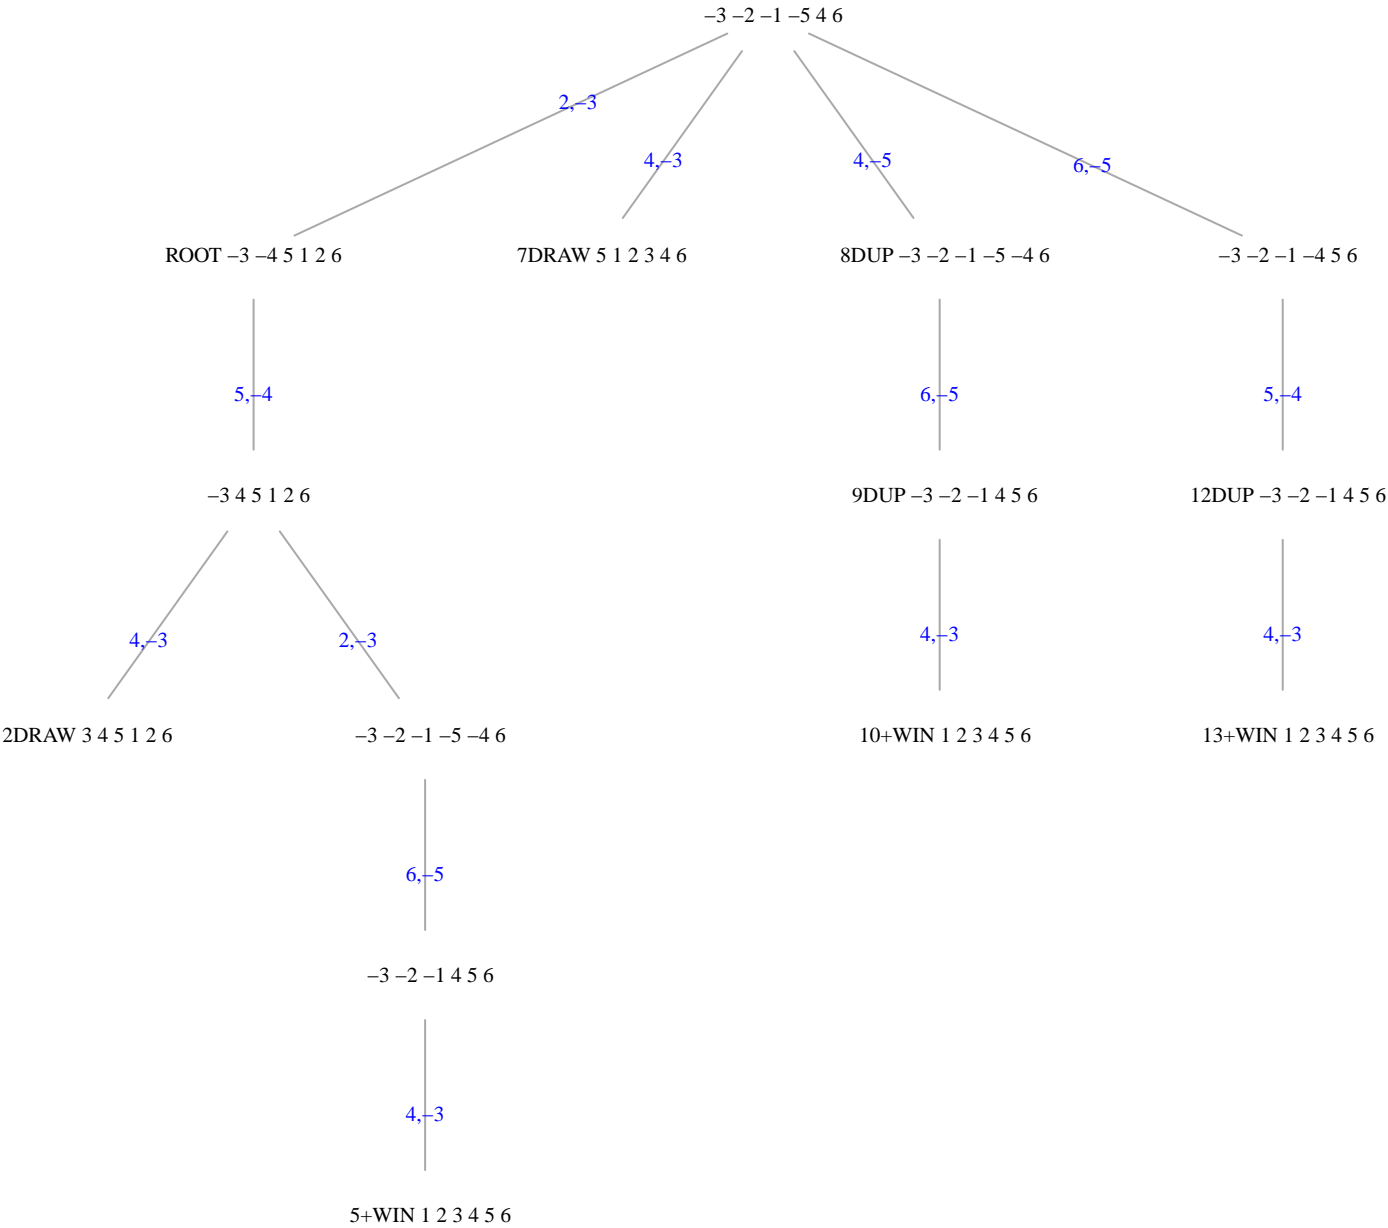 –3 –2 –1 –5 4 6
2,–3
4,–3
4,–5
6,–5
ROOT –3 –4 5 1 2 6
7DRAW 5 1 2 3 4 6
8DUP –3 –2 –1 –5 –4 6
–3 –2 –1 –4 5 6
5,–4
6,–5
5,–4
–3 4 5 1 2 6
9DUP –3 –2 –1 4 5 6
12DUP –3 –2 –1 4 5 6
4,–3
2,–3
4,–3
4,–3
2DRAW 3 4 5 1 2 6
–3 –2 –1 –5 –4 6
10+WIN 1 2 3 4 5 6
13+WIN 1 2 3 4 5 6
6,–5
–3 –2 –1 4 5 6
4,–3
5+WIN 1 2 3 4 5 6